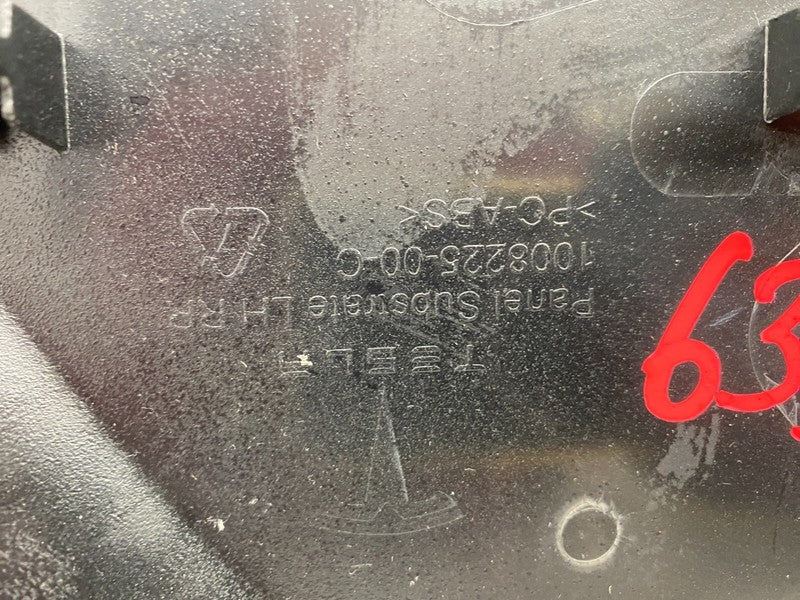 TESLA
Panel Substrate LH RP
1008225-00-C
>PC-ABS<
63